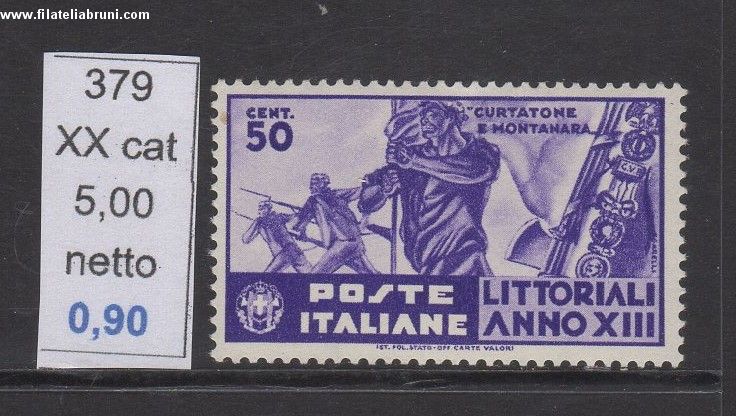 www.filateliabruni.com
379
XX cat
5,00
netto
0,90
CENT.
50
CURTATONE
E MONTANARA
POSTE
ITALIANE
LITTORIALI
ANNO XIII
IST. POL. STATO-OFF. CARTE VALORI